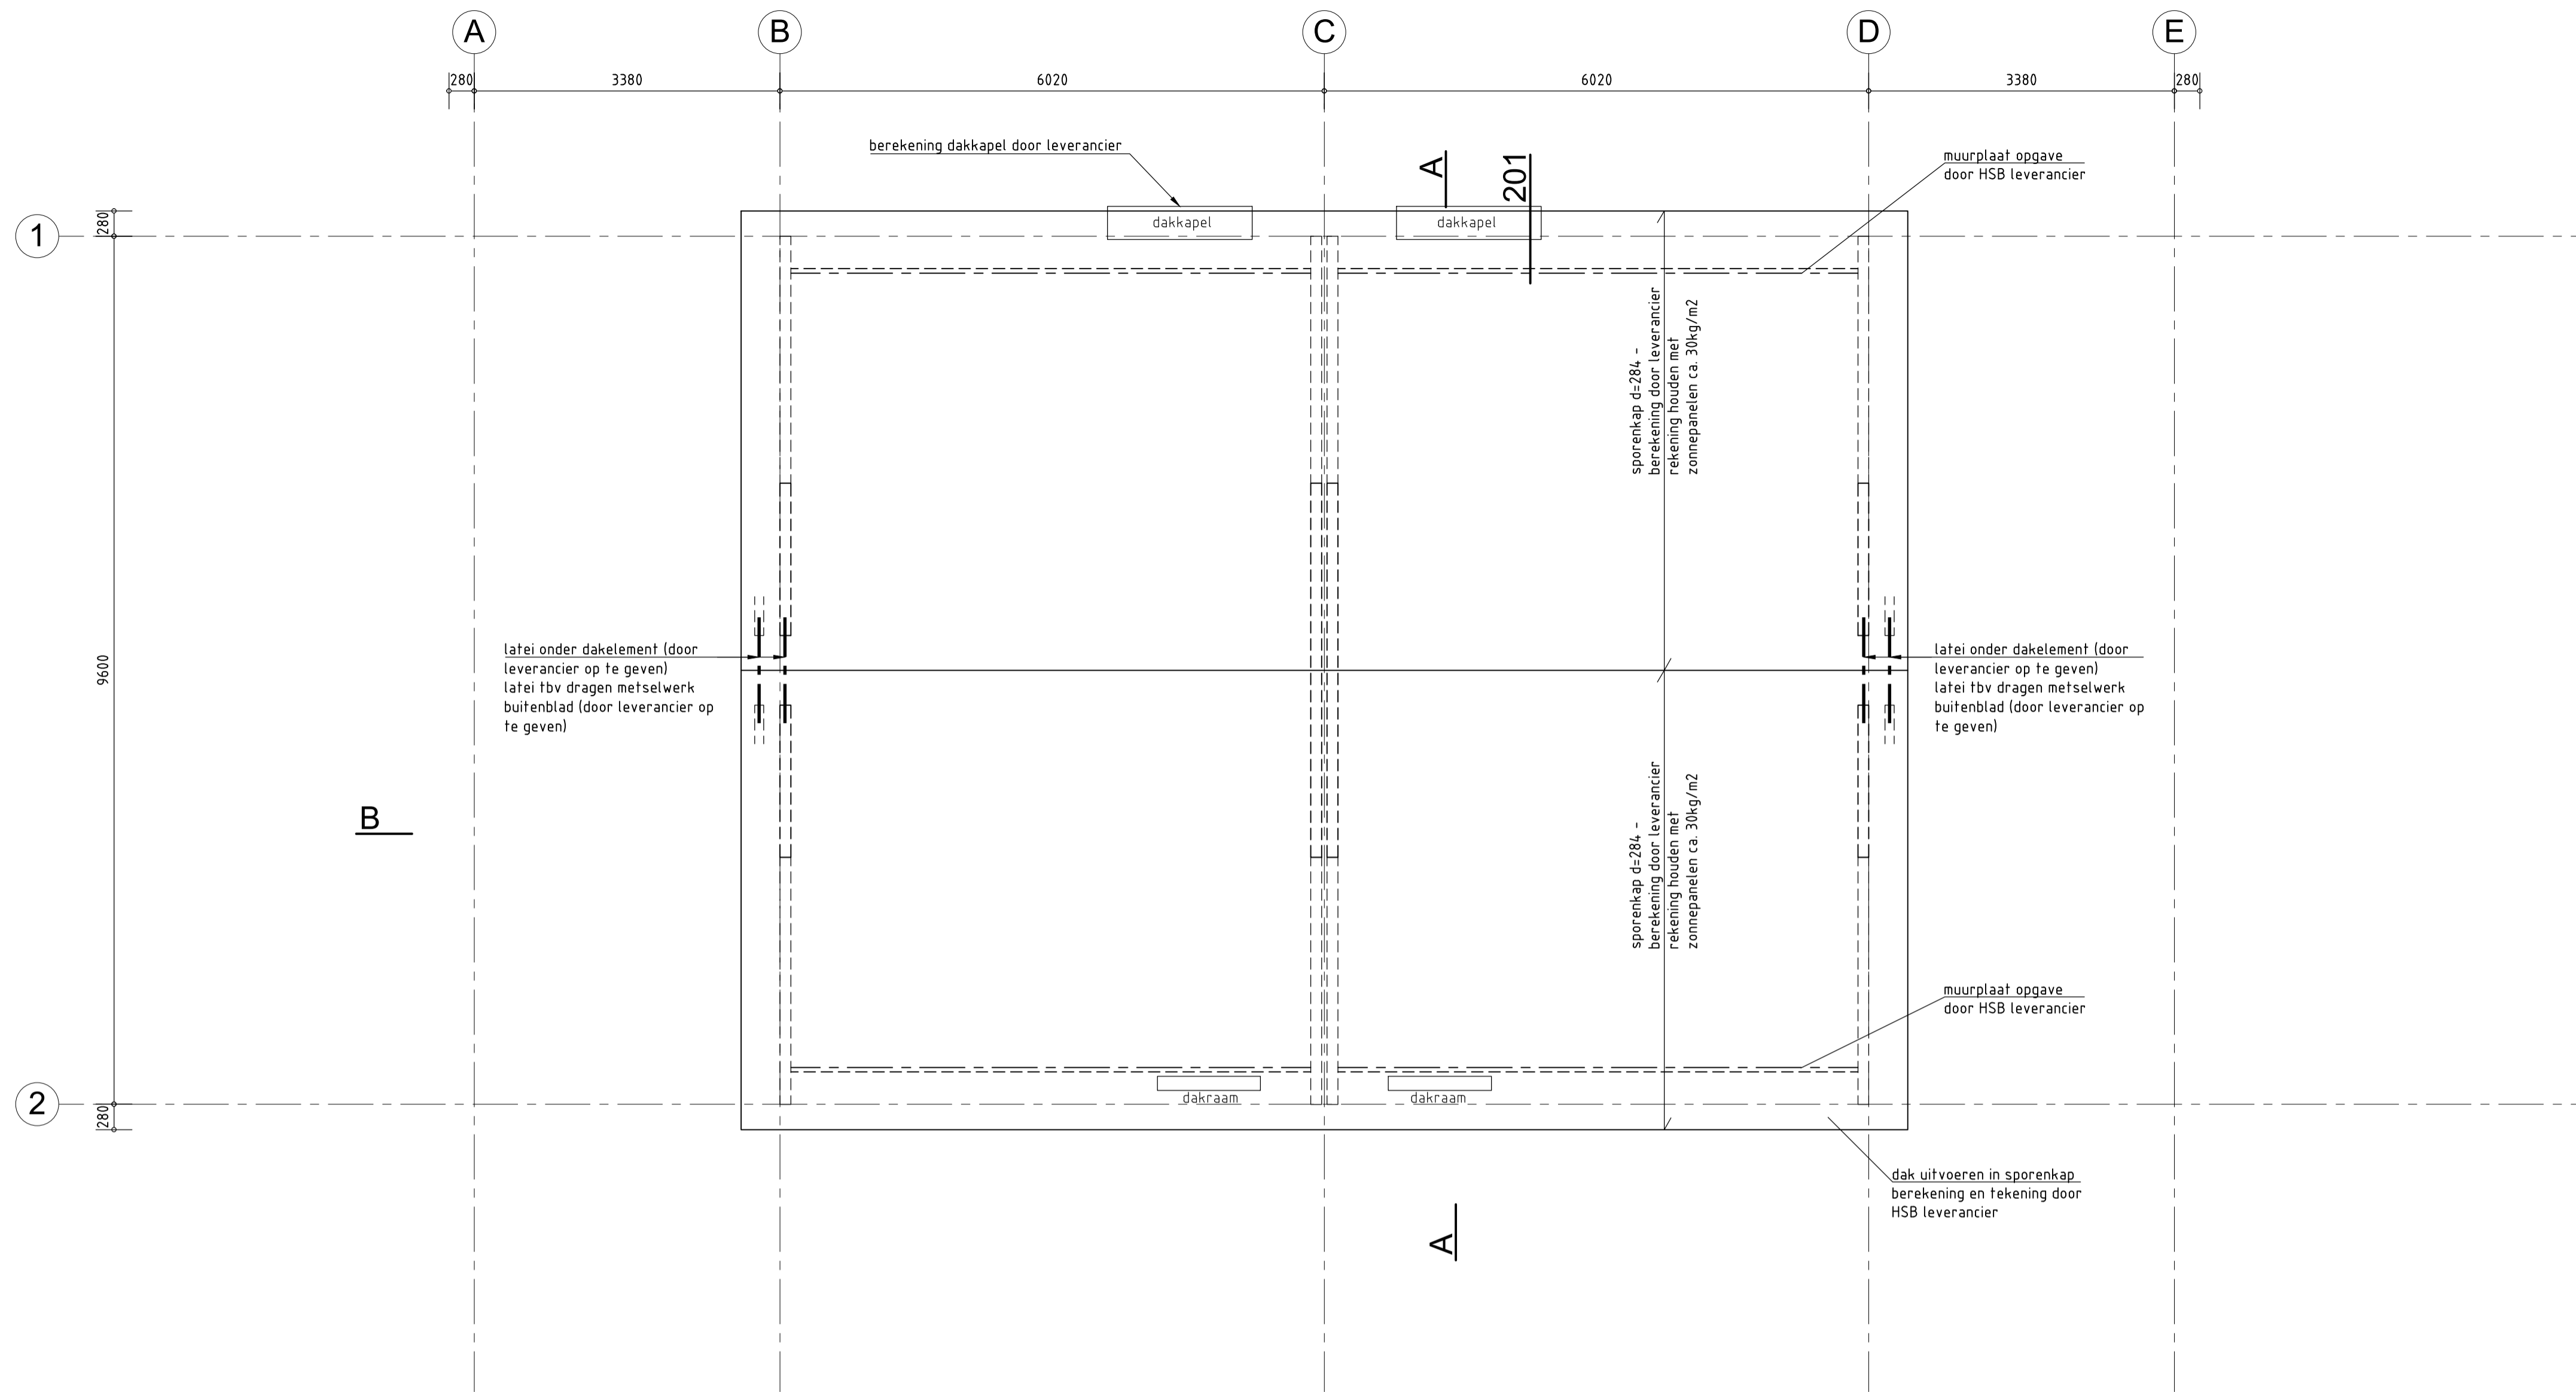 A
B
C
D
E
280
3380
6020
6020
3380
280
berekening dakkapel door leverancier
A
201
muurplaat opgave
door HSB leverancier
280
1
dakkapel
dakkapel
sporenkap d=284 -
berekening door leverancier
rekening houden met
zonnepanelen ca. 30kg/m2
9600
latei onder dakelement (door
leverancier op te geven)
latei tbv dragen metselwerk
buitenblad (door leverancier op
te geven)
latei onder dakelement (door
leverancier op te geven)
latei tbv dragen metselwerk
buitenblad (door leverancier op
te geven)
B
sporenkap d=284 -
berekening door leverancier
rekening houden met
zonnepanelen ca. 30kg/m2
muurplaat opgave
door HSB leverancier
2
280
dakraam
dakraam
dak uitvoeren in sporenkap
berekening en tekening door
HSB leverancier
A